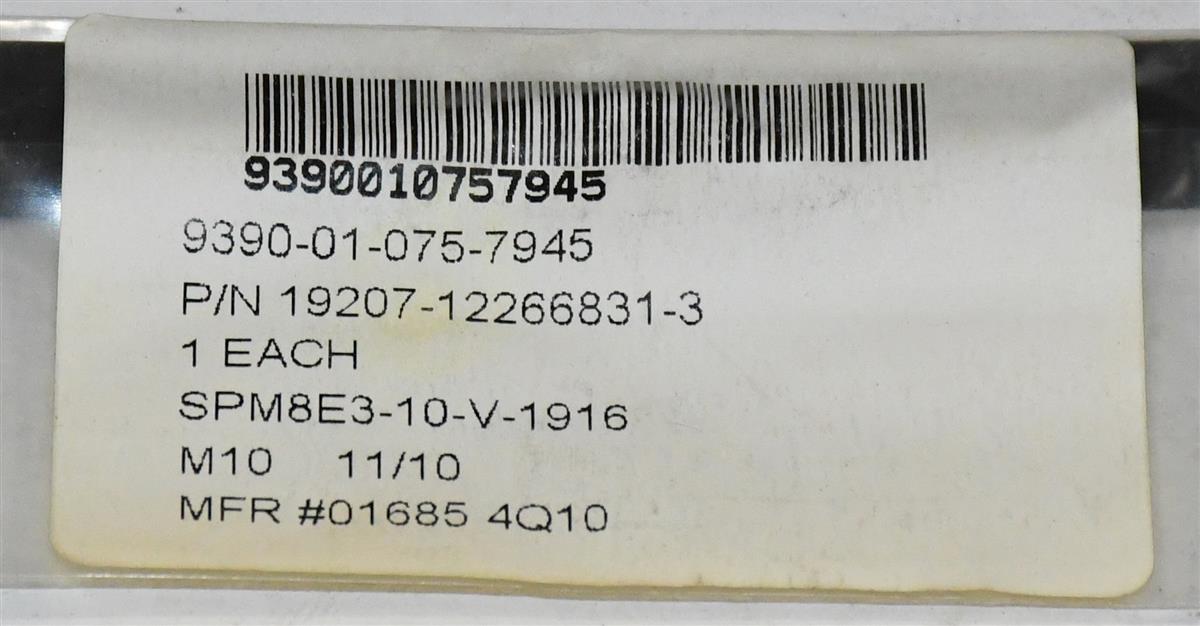 9390010757945
9390-01-075-7945
P/N 19207-12266831-3
1 EACH
SPM8E3-10-V-1916
M10 11/10
MFR #01685 4Q10